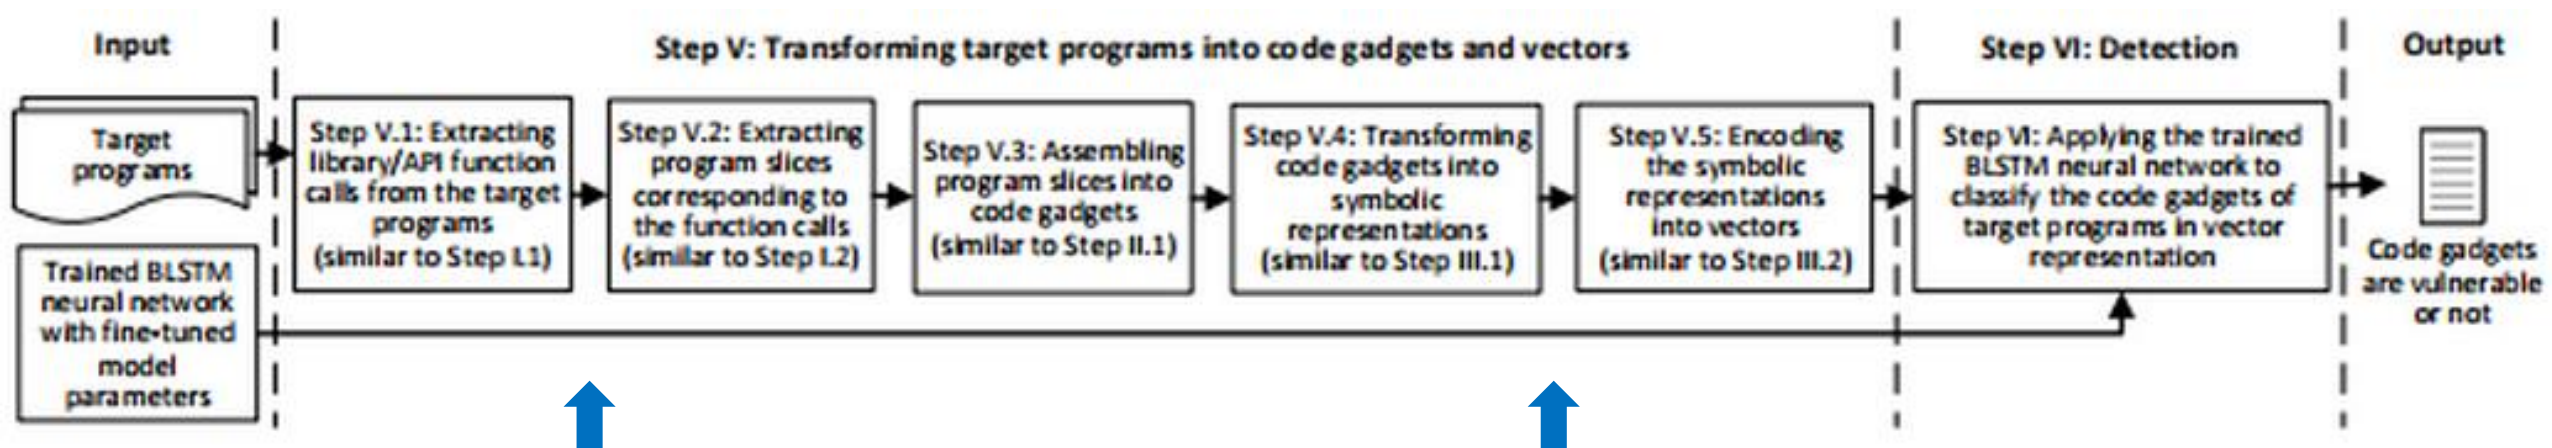 Input
Step V: Transforming target programs into code gadgets and vectors
Step VI: Detection
Output
Target
programs
Trained BLSTM
neural network
with fine-tuned
model
parameters
Step V.1: Extracting
library/API function
calls from the target
programs
(similar to Step I.1)
Step V.2: Extracting
program slices
corresponding to
the function calls
(similar to Step I.2)
Step V.3: Assembling
program slices into
code gadgets
(similar to Step II.1)
Step V.4: Transforming
code gadgets into
symbolic
representations
(similar to Step III.1)
Step V.5: Encoding
the symbolic
representations
into vectors
(similar to Step III.2)
Step VI: Applying the trained
BLSTM neural network to
classify the code gadgets of
target programs in vector
representation
Code gadgets
are vulnerable
or not